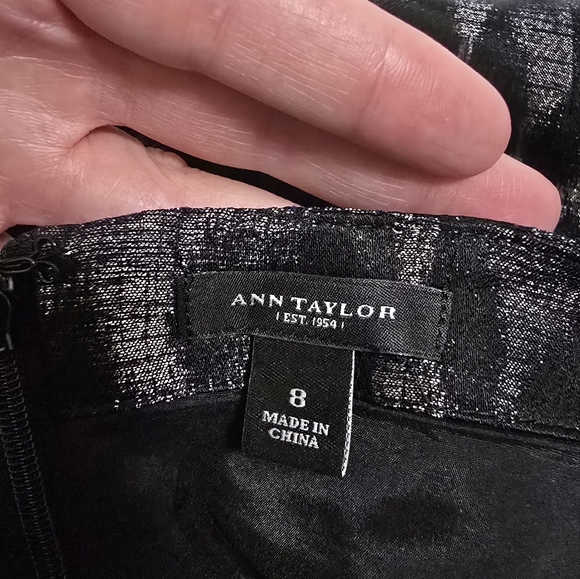 ANN TAYLOR
| EST. 1954 |
8
MADE IN
CHINA